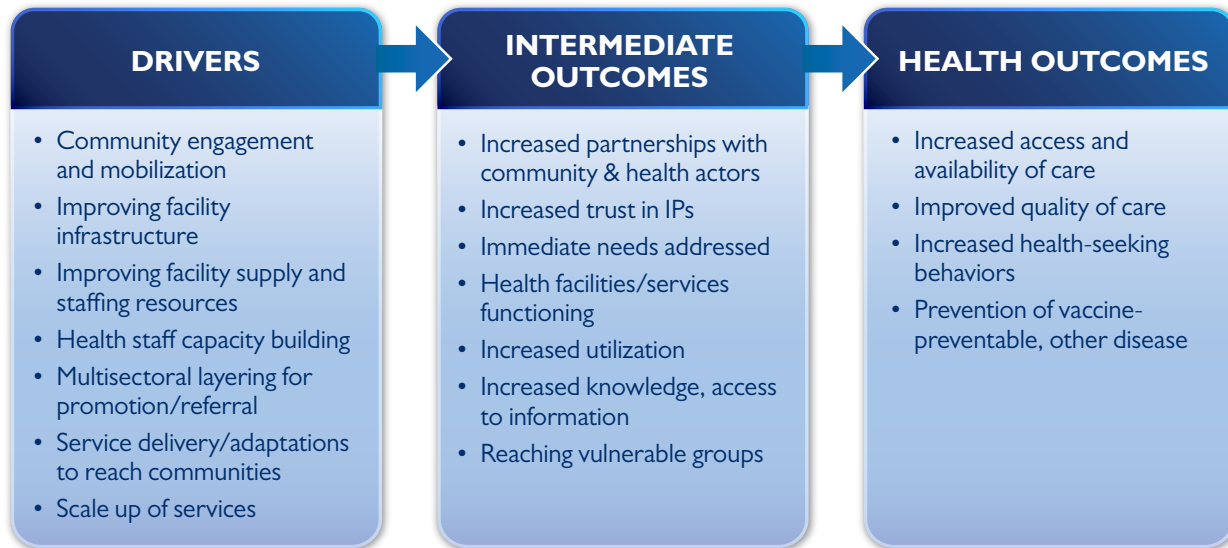 DRIVERS
• Community engagement
and mobilization
• Improving facility
infrastructure
• Improving facility supply and
staffing resources
• Health staff capacity building
• Multisectoral layering for
promotion/referral
• Service delivery/adaptations
to reach communities
• Scale up of services
INTERMEDIATE
OUTCOMES
• Increased partnerships with
community & health actors
• Increased trust in IPs
• Immediate needs addressed
• Health facilities/services
functioning
• Increased utilization
• Increased knowledge, access
to information
• Reaching vulnerable groups
HEALTH OUTCOMES
• Increased access and
availability of care
• Improved quality of care
• Increased health-seeking
behaviors
• Prevention of vaccine-
preventable, other disease